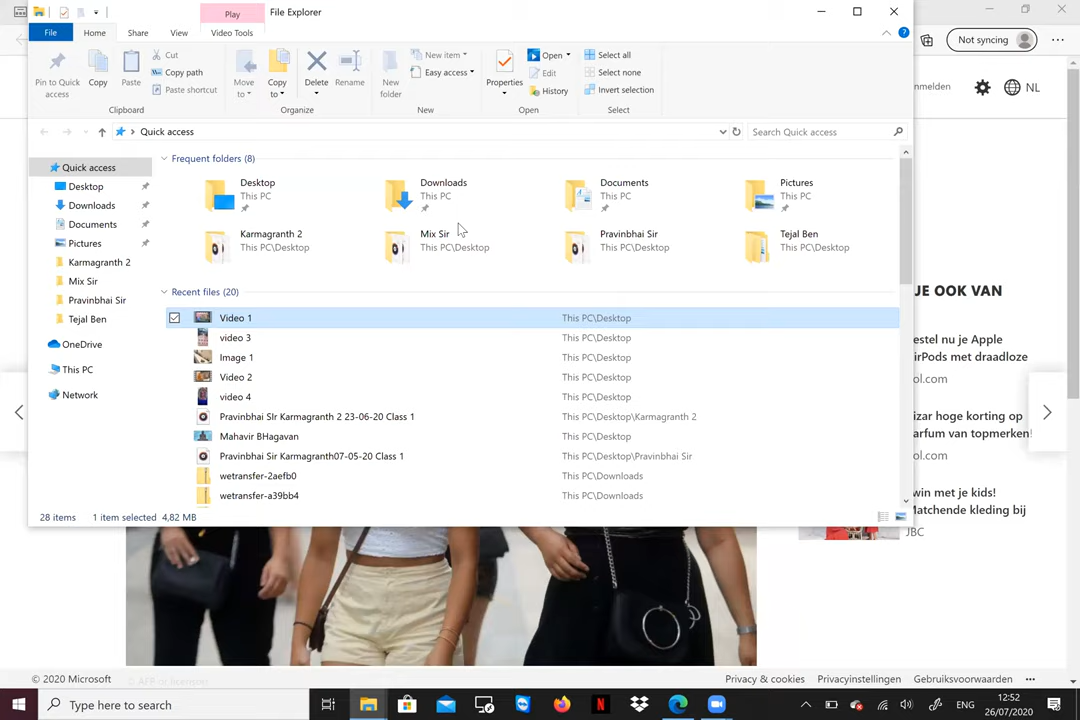 Play
File Explorer
File
Home
Share
View
Video Tools
Pin to Quick access
Copy
Paste
Cut
Copy path
Paste shortcut
Clipboard
Move to
Copy to
Delete
Rename
Organize
New folder
New item
Easy access
New
Properties
Open
Edit
History
Open
Select all
Select none
Invert selection
Select
Not syncing
Quick access
Search Quick access
nmelden
NL
Quick access
Desktop
Downloads
Documents
Pictures
Karmagranth 2
Mix Sir
Pravinbhai Sir
Tejal Ben
OneDrive
This PC
Network
Frequent folders (8)
Desktop
This PC
Downloads
This PC
Documents
This PC
Pictures
This PC
Karmagranth 2
This PC\Desktop
Mix Sir
This PC\Desktop
Pravinbhai Sir
This PC\Desktop
Tejal Ben
This PC\Desktop
Recent files (20)
Video 1 This PC\Desktop
video 3 This PC\Desktop
Image 1 This PC\Desktop
Video 2 This PC\Desktop
video 4 This PC\Desktop
Pravinbhai SIr Karmagranth 2 23-06-20 Class 1 This PC\Desktop\Karmagranth 2
Mahavir BHagavan This PC\Desktop
Pravinbhai Sir Karmagranth07-05-20 Class 1 This PC\Desktop\Pravinbhai Sir
wetransfer-2aefb0 This PC\Downloads
wetransfer-a39bb4 This PC\Downloads
28 items 1 item selected 4,82 MB
JE OOK VAN
estel nu je Apple
irPods met draadloze
ol.com
izar hoge korting op
arfum van topmerken!
ol.com
win met je kids!
Matchende kleding bij
JBC
© 2020 Microsoft
© AFP or licensors
Privacy & cookies
Privacyinstellingen
Gebruiksvoorwaarden
Type here to search
ENG
12:52
26/07/2020